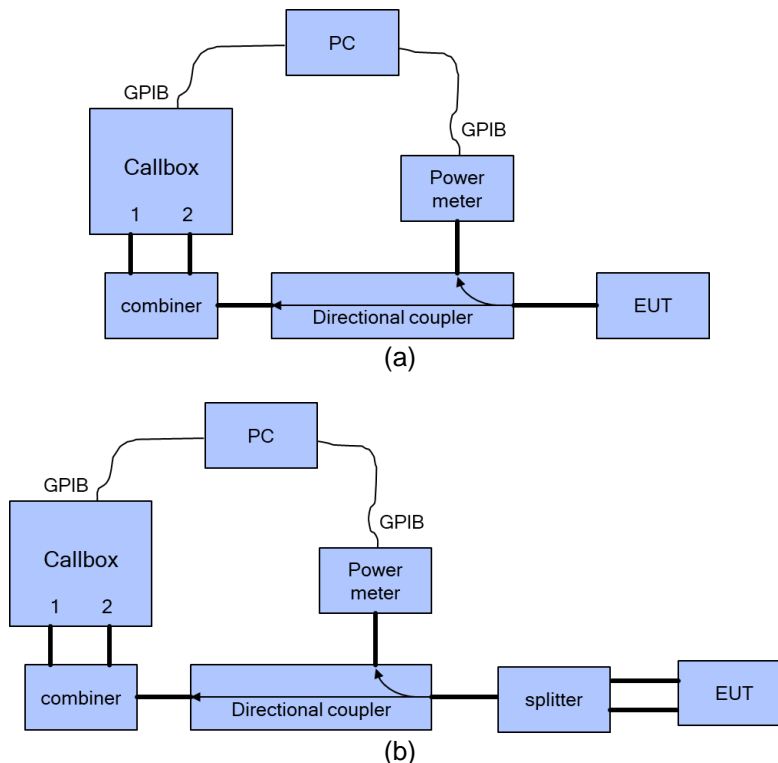 PC
GPIB
GPIB
Callbox
1 2
Power
meter
combiner
Directional coupler
EUT
(a)
PC
GPIB
GPIB
Callbox
1 2
Power
meter
combiner
Directional coupler
splitter
EUT
(b)